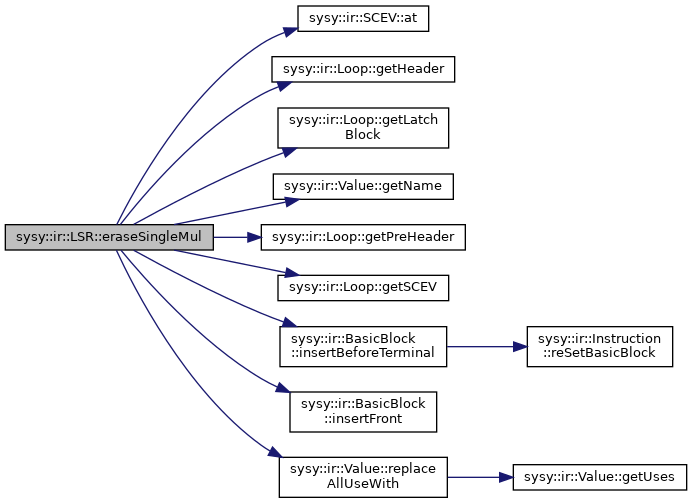 sysy::ir::SCEV::at
sysy::ir::Loop::getHeader
sysy::ir::Loop::getLatch
Block
sysy::ir::Value::getName
sysy::ir::LSR::eraseSingleMul
sysy::ir::Loop::getPreHeader
sysy::ir::Loop::getSCEV
sysy::ir::BasicBlock
::insertBeforeTerminal
sysy::ir::Instruction
::reSetBasicBlock
sysy::ir::BasicBlock
::insertFront
sysy::ir::Value::replace
AllUseWith
sysy::ir::Value::getUses